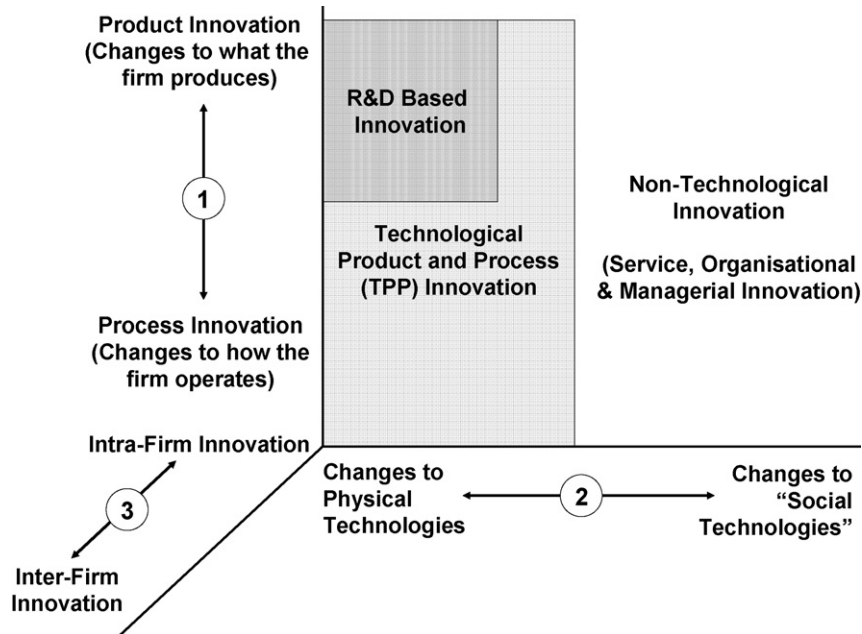 Product Innovation
(Changes to what the
firm produces)
1
Process Innovation
(Changes to how the
firm operates)
R&D Based
Innovation
Technological
Product and Process
(TPP) Innovation
Non-Technological
Innovation
(Service, Organisational
& Managerial Innovation)
Intra-Firm Innovation
3
Inter-Firm
Innovation
Changes to
Physical
Technologies
2
Changes to
“Social
Technologies”